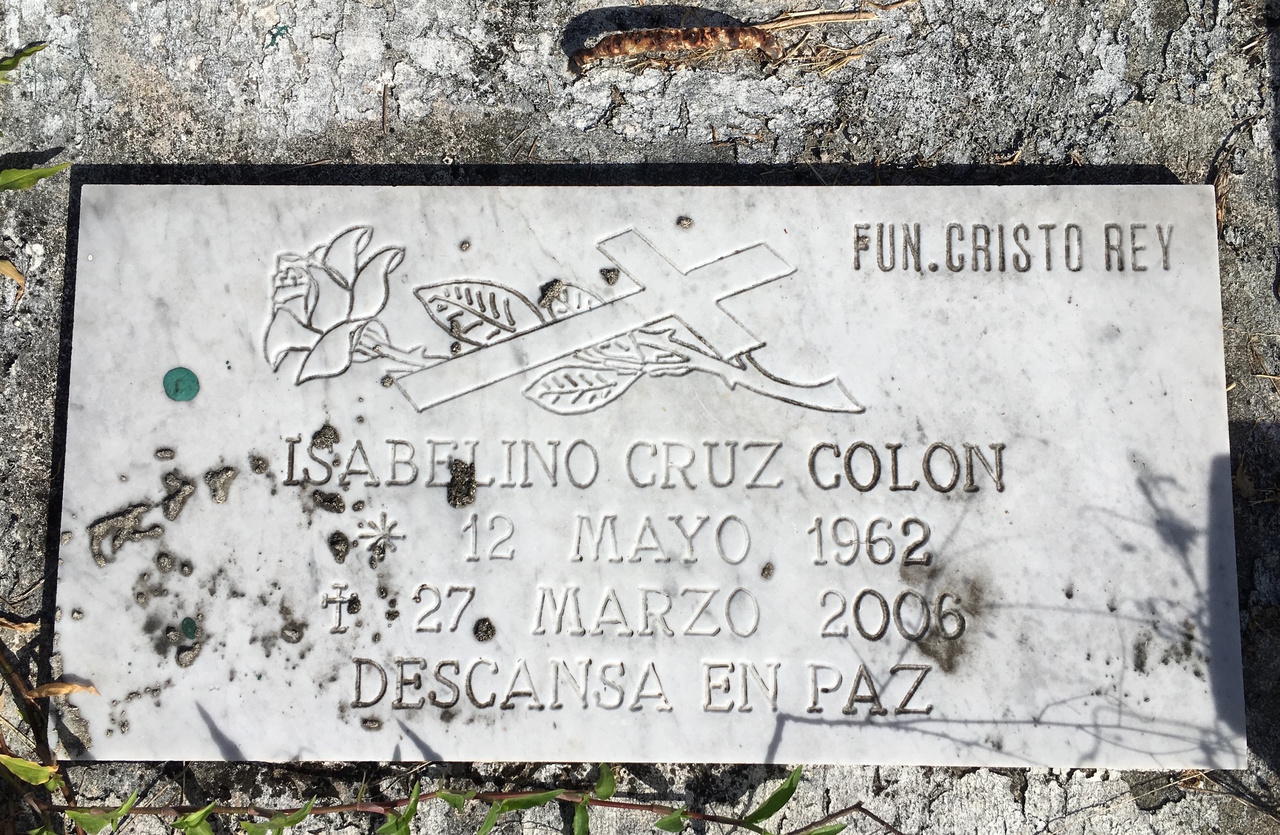 FUN. CRISTO REY
ISABELINO CRUZ COLON
* 12 MAYO 1962
✝ 27 MARZO 2006
DESCANSA EN PAZ